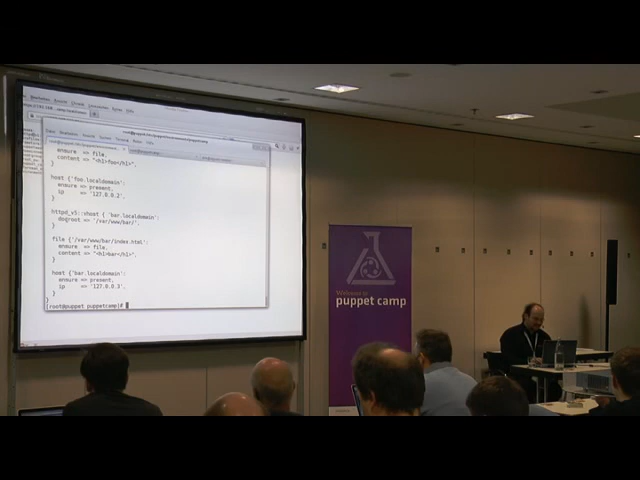 ensure => file,
content => "<h1>foo</h1>",
}
host {'foo.localdomain':
ensure => present,
ip => '127.0.0.2',
}
httpd_v5::vhost { 'bar.localdomain':
docroot => '/var/www/bar/',
}
file {'/var/www/bar/index.html':
ensure => file,
content => "<h1>bar</h1>",
}
host {'bar.localdomain':
ensure => present,
ip => '127.0.0.3',
}
[root@puppet puppetcamp]#
Welcome to
puppet camp